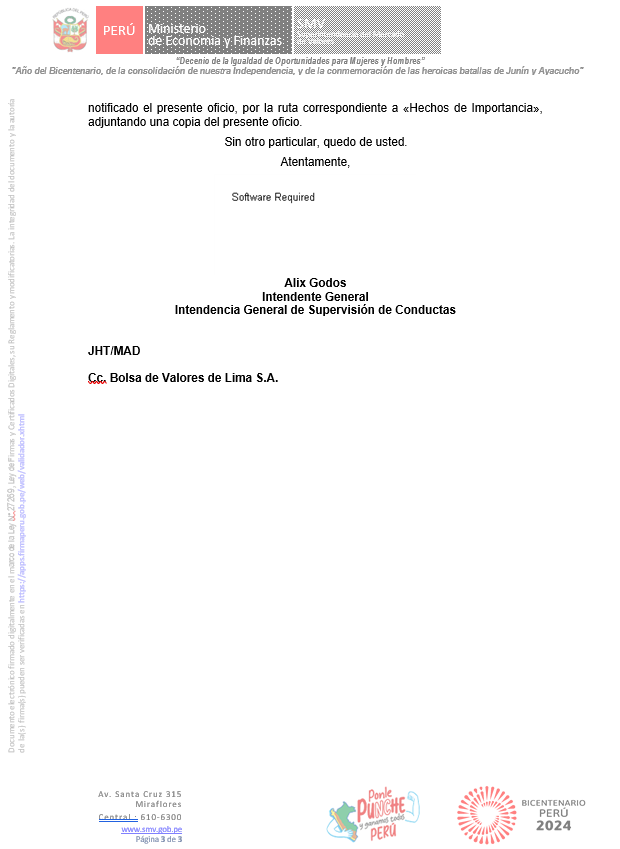 PERÚ
Ministerio
de Economía y Finanzas
SMV
Superintendencia del Mercado
de Valores
“Decenio de la Igualdad de Oportunidades para Mujeres y Hombres”
"Año del Bicentenario, de la consolidación de nuestra Independencia, y de la conmemoración de las heroicas batallas de Junín y Ayacucho"
notificado el presente oficio, por la ruta correspondiente a «Hechos de Importancia»,
adjuntando una copia del presente oficio.
Sin otro particular, quedo de usted.
Atentamente,
Software Required
Alix Godos
Intendente General
Intendencia General de Supervisión de Conductas
JHT/MAD
Cc. Bolsa de Valores de Lima S.A.
Documento electrónico firmado digitalmente en el marco de la Ley N°27269, Ley de Firmas y Certificados Digitales, su Reglamento y modificatorias. La integridad del documento y la autoría
de la(s) firma(s) pueden ser verificadas en https://apps.firmaperu.gob.pe/web/validador.xhtml
Av. Santa Cruz 315
Miraflores
Central : 610-6300
www.smv.gob.pe
Página 3 de 3
Ponle
PUNCHE
y ganamos todos
PERÚ
BICENTENARIO
PERÚ
2024